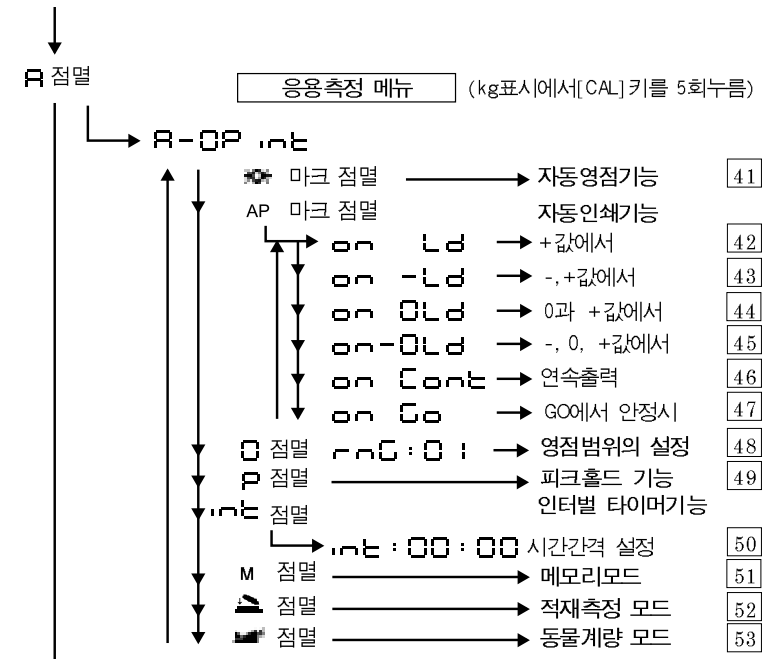 A 점멸
응용측정 메뉴 (kg표시에서[CAL]키를 5회누름)
A-OP int
마크 점멸 자동영점기능 41
AP 마크 점멸 자동인쇄기능
on Ld +값에서 42
on -Ld -,+값에서 43
on 0Ld 0과 +값에서 44
on-0Ld -, 0, +값에서 45
on Cont 연속출력 46
on Go GO에서 안정시 47
0 점멸 rnG:01 영점범위의 설정 48
P 점멸 피크홀드 기능 49
int 점멸 인터벌 타이머기능
int:00:00 시간간격 설정 50
M 점멸 메모리모드 51
점멸 적재측정 모드 52
점멸 동물계량 모드 53